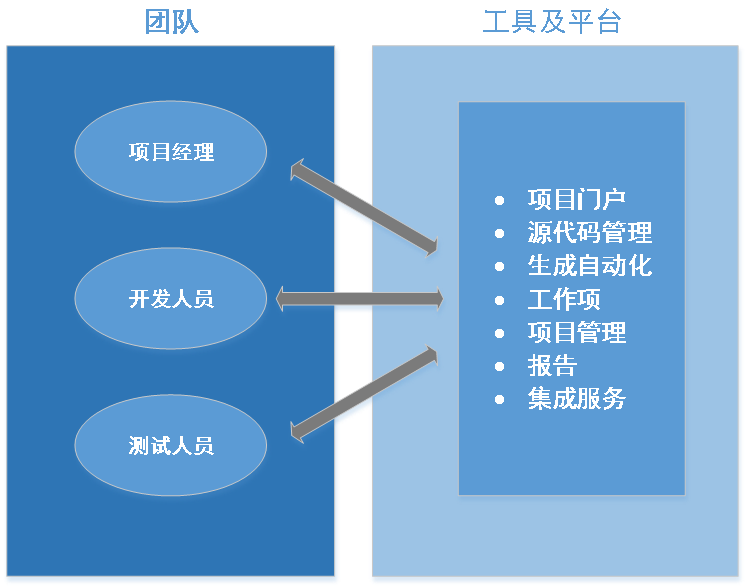 团队
工具及平台
项目经理
开发人员
测试人员
• 项目门户
• 源代码管理
• 生成自动化
• 工作项
• 项目管理
• 报告
• 集成服务